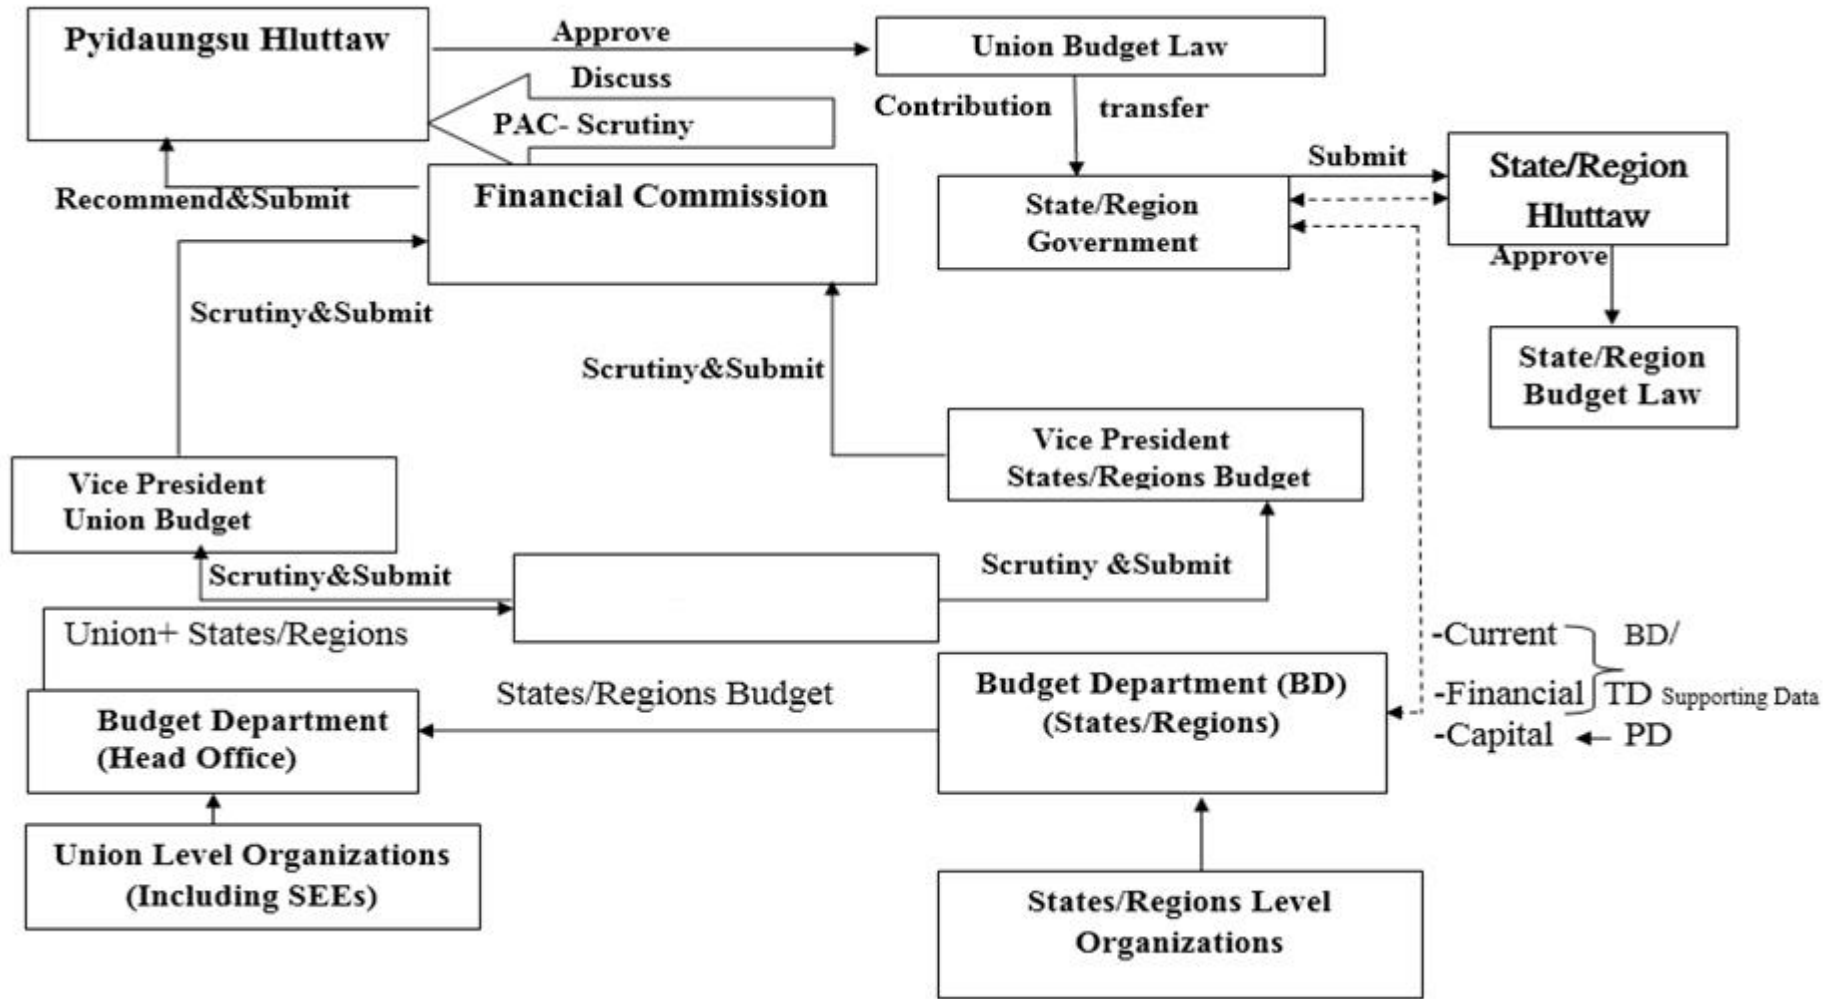 Pyidaungsu Hluttaw
Approve
Union Budget Law
Discuss
PAC- Scrutiny
Contribution transfer
Recommend&Submit
Financial Commission
State/Region
Government
Submit
State/Region
Hluttaw
Approve
State/Region
Budget Law
Scrutiny&Submit
Scrutiny&Submit
Vice President
Union Budget
Vice President
States/Regions Budget
Scrutiny&Submit
Scrutiny &Submit
Union+ States/Regions
States/Regions Budget
Budget Department
(Head Office)
Budget Department (BD)
(States/Regions)
-Current BD/
-Financial TD Supporting Data
-Capital PD
Union Level Organizations
(Including SEEs)
States/Regions Level
Organizations